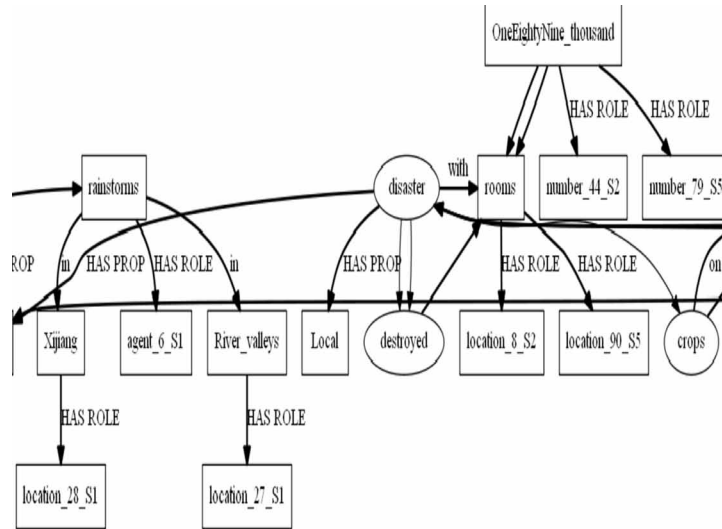 OneEightyNine_thousand
HAS ROLE
HAS ROLE
with
rainstorms
disaster
rooms
number_44_S2
number_79_S5
ROP
in
HAS PROP
HAS ROLE
in
HAS PROP
HAS ROLE
HAS ROLE
on
Xijiang
agent_6_S1
River_valleys
Local
destroyed
location_8_S2
location_90_S5
crops
HAS ROLE
HAS ROLE
location_28_S1
location_27_S1